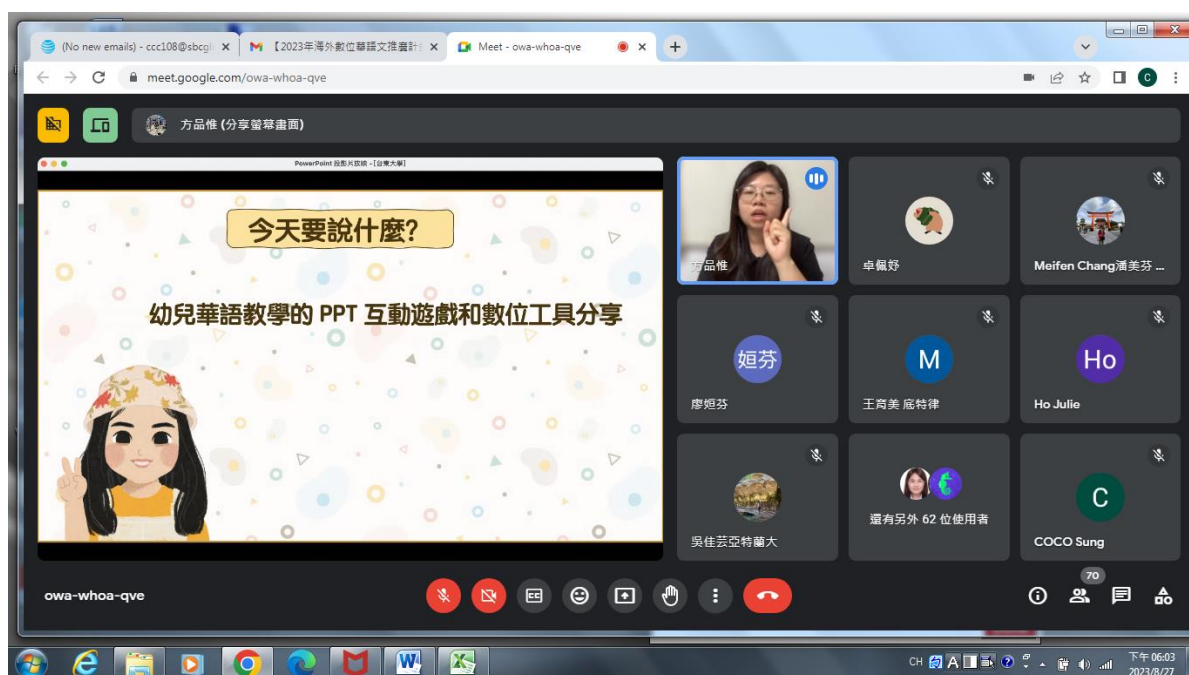 (No new emails) - ccc108@sbcgl
【2023年海外數位華語文推廣計
Meet - owa-whoa-qve
meet.google.com/owa-whoa-qve
C
方品惟 (分享螢幕畫面)
PowerPoint 投影片放映 - [台東大學]
今天要說什麼?
幼兒華語教學的 PPT 互動遊戲和數位工具分享
方品惟
卓佩妤
Meifen Chang潘美芬 ...
姮芬
廖姮芬
M
王育美 底特律
Ho
Ho Julie
吳佳芸亞特蘭大
還有另外 62 位使用者
C
COCO Sung
owa-whoa-qve
CC
70
CH
A
下午 06:03
2023/8/27